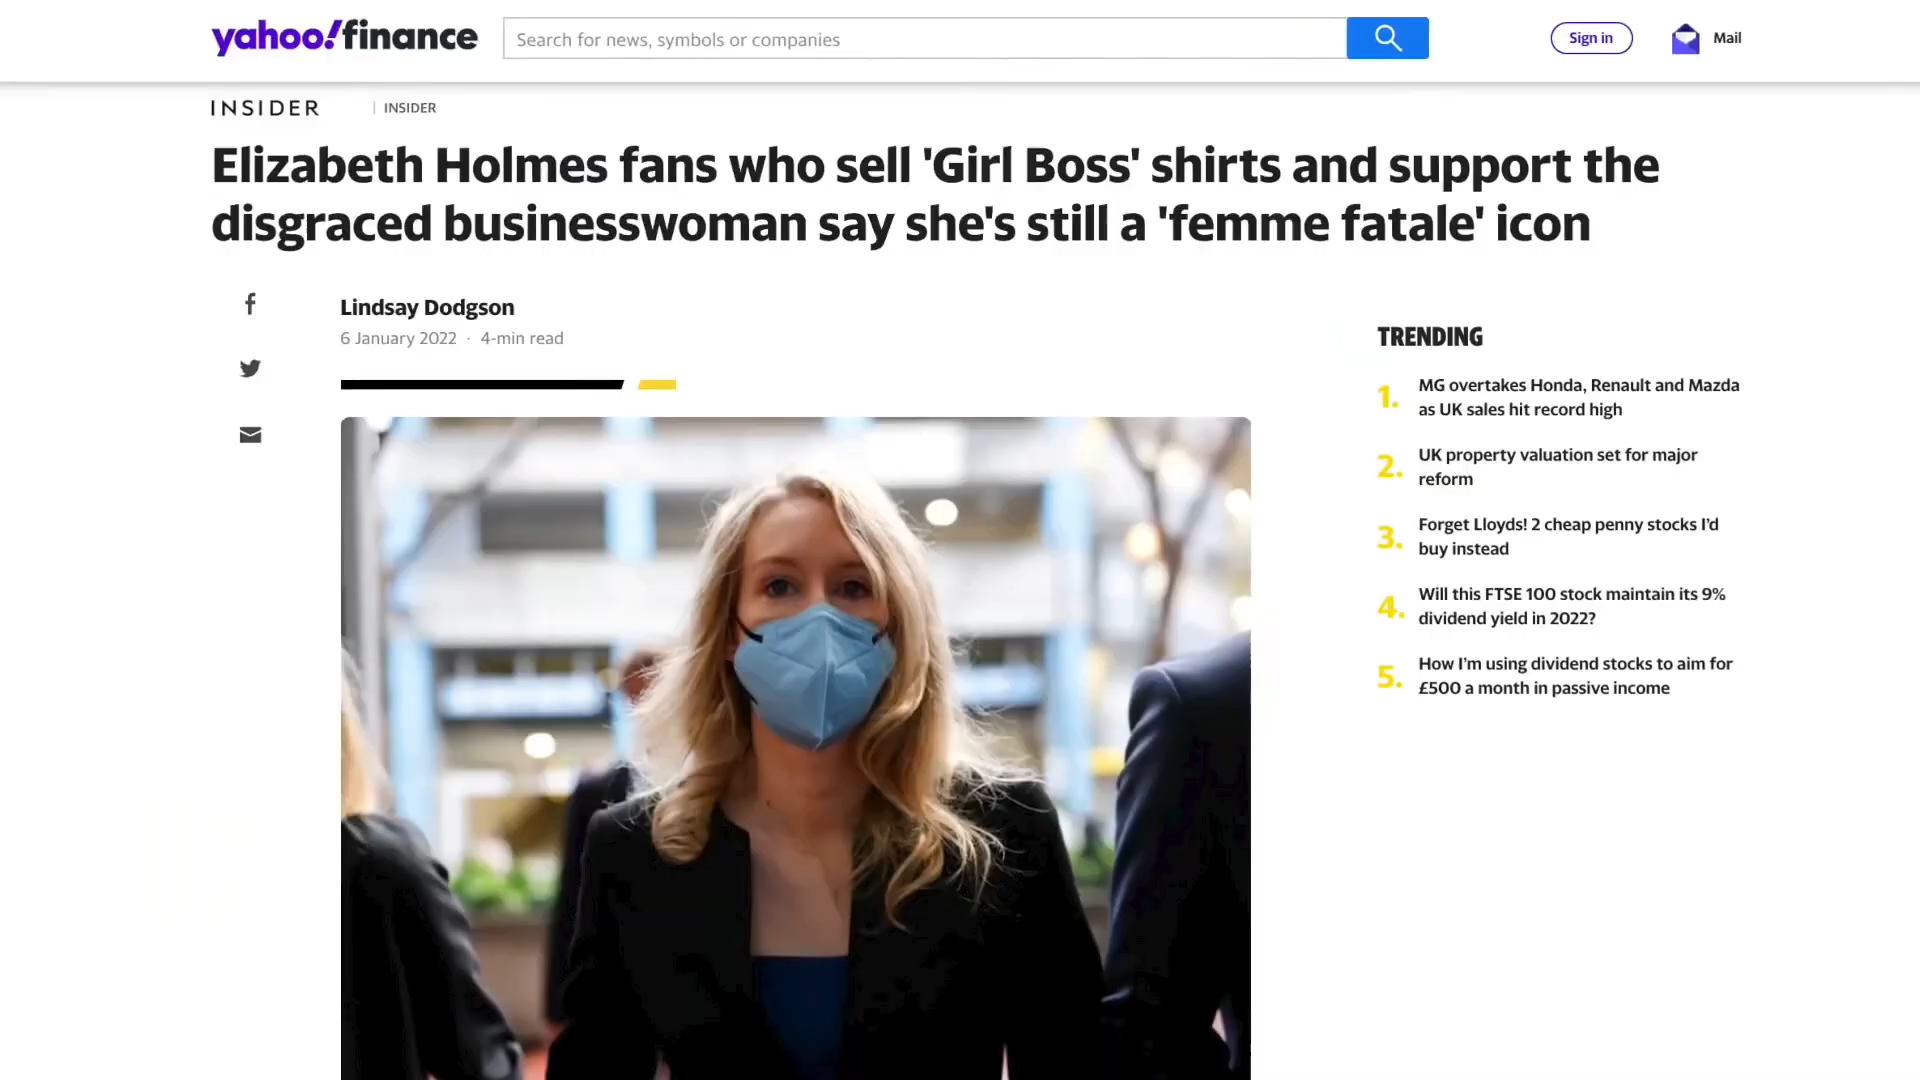 yahoo!finance
Search for news, symbols or companies
Sign in
Mail
INSIDER
INSIDER
Elizabeth Holmes fans who sell 'Girl Boss' shirts and support the
disgraced businesswoman say she's still a 'femme fatale' icon
Lindsay Dodgson
6 January 2022 · 4-min read
TRENDING
1. MG overtakes Honda, Renault and Mazda
as UK sales hit record high
2. UK property valuation set for major
reform
3. Forget Lloyds! 2 cheap penny stocks I'd
buy instead
4. Will this FTSE 100 stock maintain its 9%
dividend yield in 2022?
5. How I'm using dividend stocks to aim for
£500 a month in passive income